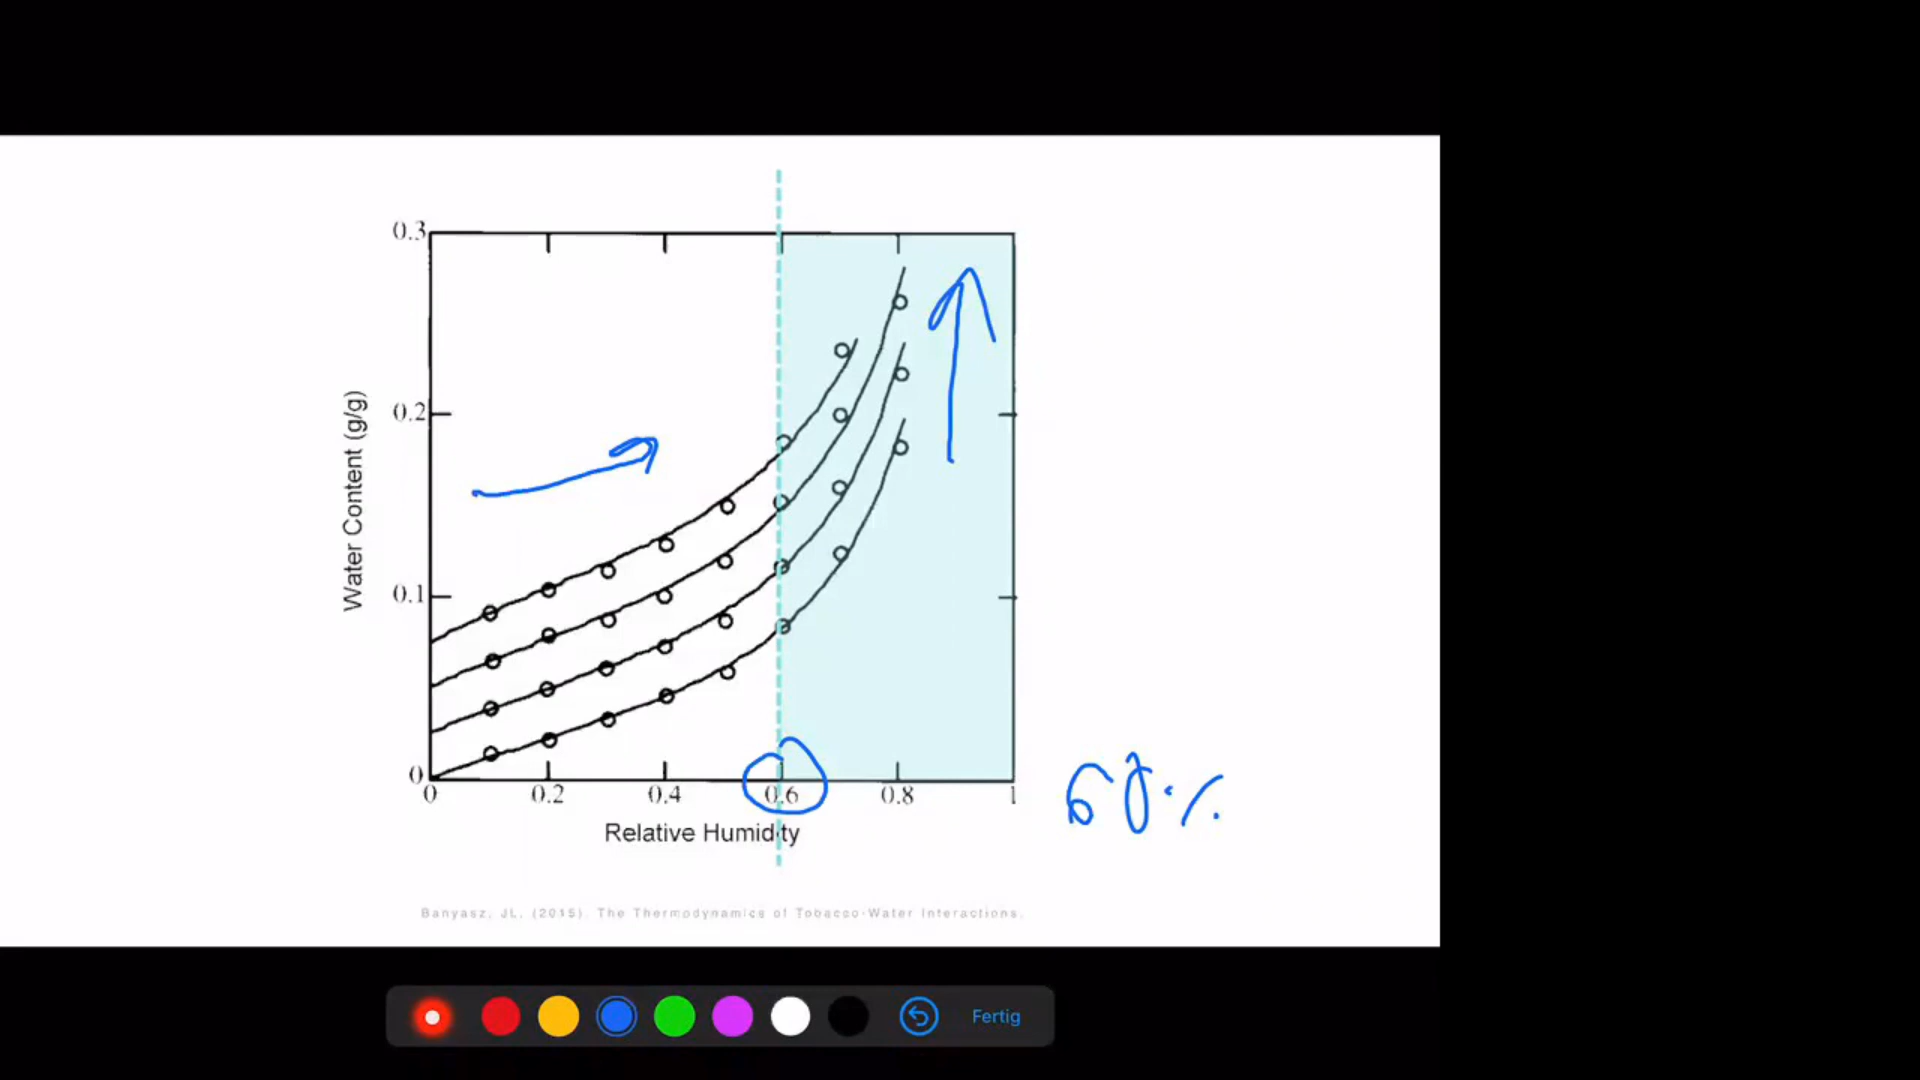 0.3
0.2
0.1
0
Water Content (g/g)
0 0.2 0.4 0.6 0.8 1
Relative Humidity
60%
Banyasz, JL, (2015). The Thermodynamics of Tobacco-Water Interactions.
Fertig